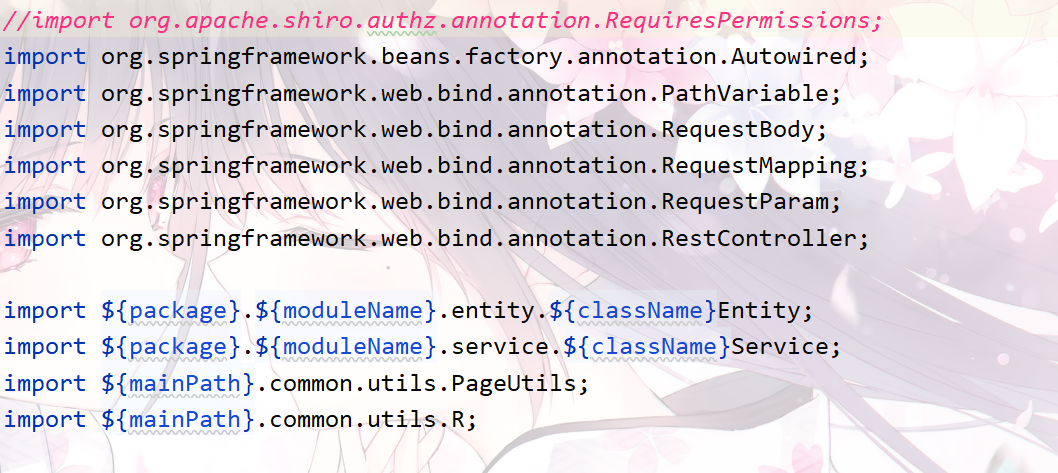 //import org.apache.shiro.authz.annotation.RequiresPermissions;
import org.springframework.beans.factory.annotation.Autowired;
import org.springframework.web.bind.annotation.PathVariable;
import org.springframework.web.bind.annotation.RequestBody;
import org.springframework.web.bind.annotation.RequestMapping;
import org.springframework.web.bind.annotation.RequestParam;
import org.springframework.web.bind.annotation.RestController;
import ${package}.${moduleName}.entity.${className}Entity;
import ${package}.${moduleName}.service.${className}Service;
import ${mainPath}.common.utils.PageUtils;
import ${mainPath}.common.utils.R;